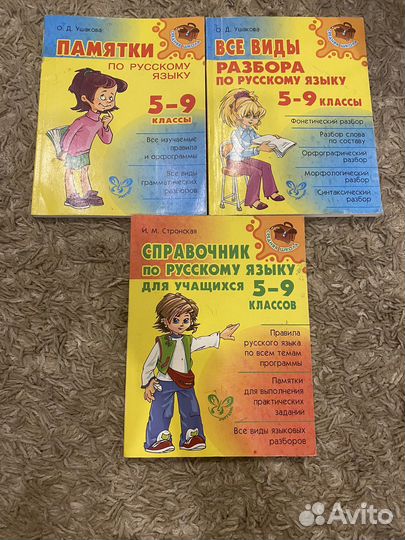 О. Д. Ушакова
ПАМЯТКИ
ПО РУССКОМУ
ЯЗЫКУ
5-9
КЛАССЫ
Все изучаемые
правила
и орфограммы
Все виды
грамматических
разборов
О. Д. Ушакова
ВСЕ ВИДЫ
РАЗБОРА
ПО РУССКОМУ ЯЗЫКУ
5-9 КЛАССЫ
Фонетический разбор
Разбор слова
по составу
Орфографический
разбор
Морфологический
разбор
Синтаксический
разбор
И. М. Стронская
СПРАВОЧНИК
ПО РУССКОМУ ЯЗЫКУ
ДЛЯ УЧАЩИХСЯ 5-9
КЛАССОВ
Правила
русского языка
по всем темам
программы
Памятки
для выполнения
практических
заданий
Все виды языковых
разборов
Avito